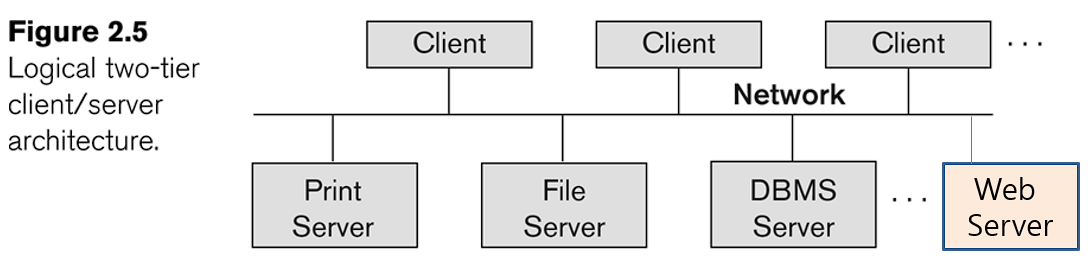 Figure 2.5
Logical two-tier
client/server
architecture.
Client
Client
Client
. . .
Network
Print
Server
File
Server
DBMS
Server
. . .
Web
Server